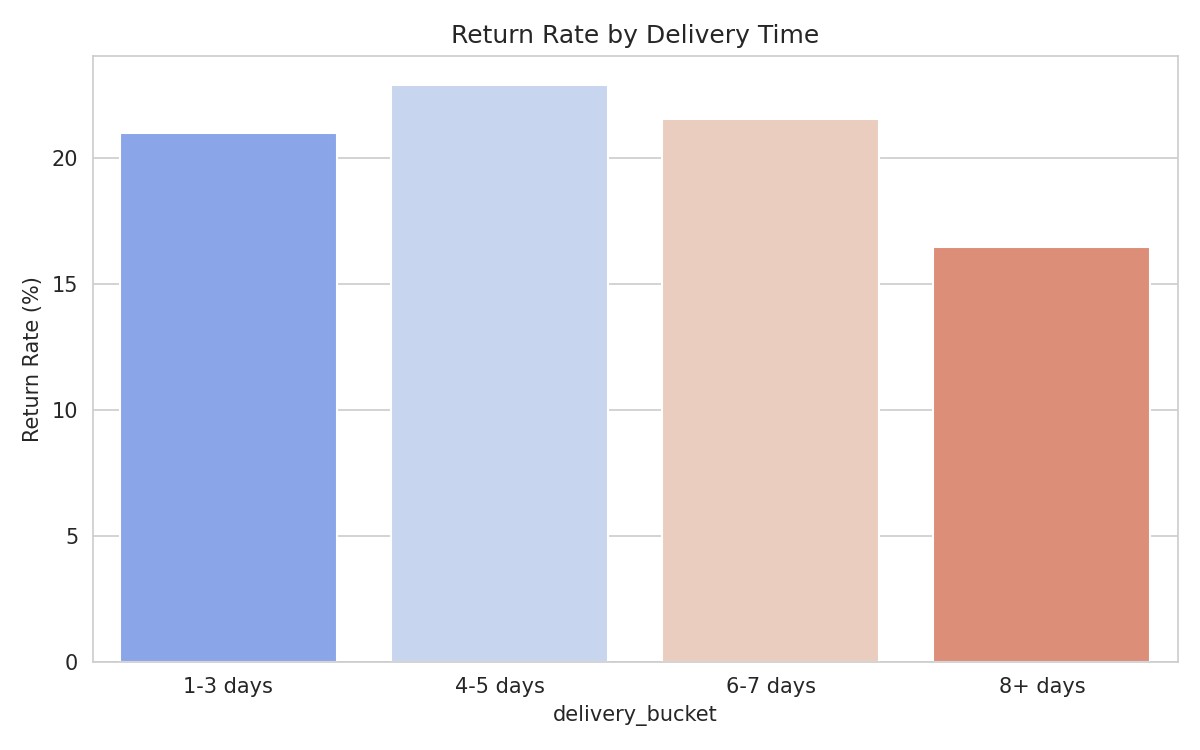 Return Rate by Delivery Time
Return Rate (%)
20
15
10
5
0
1-3 days
4-5 days
6-7 days
8+ days
delivery_bucket